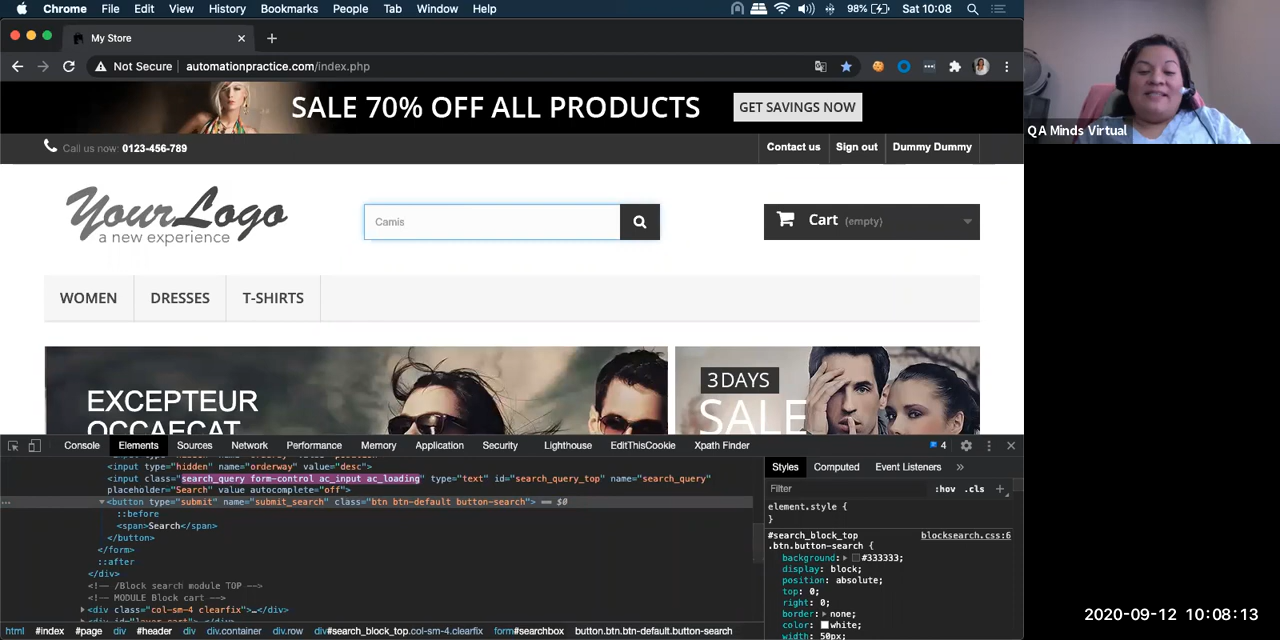 Chrome File Edit View History Bookmarks People Tab Window Help 98% Sat 10:08
My Store
Not Secure automationpractice.com/index.php
SALE 70% OFF ALL PRODUCTS GET SAVINGS NOW
QA Minds Virtual
Call us now: 0123-456-789 Contact us Sign out Dummy Dummy
YourLogo
a new experience
Camis
Cart (empty)
WOMEN DRESSES T-SHIRTS
EXCEPTEUR
OCCAECAT
3 DAYS
SALE
Console Elements Sources Network Performance Memory Application Security Lighthouse EditThisCookie Xpath Finder 4
<input type="hidden" name="orderway" value="desc">
<input class="search_query form-control ac_input ac_loading" type="text" id="search_query_top" name="search_query"
placeholder="Search" value autocomplete="off">
<button type="submit" name="submit_search" class="btn btn-default button-search"> == $0
::before
<span>Search</span>
</button>
</form>
::after
</div>
<!-- /Block search module TOP -->
<!-- MODULE Block cart -->
<div class="col-sm-4 clearfix">…</div>
html #index #page div #header div div.container div.row div#search_block_top.col-sm-4.clearfix form#searchbox button.btn.btn-default.button-search
Styles Computed Event Listeners »
Filter :hov .cls +
element.style {
}
#search_block_top blocksearch.css:6
.btn.button-search {
background: #333333;
display: block;
position: absolute;
top: 0;
right: 0;
border: none;
color: white;
width: 50px;
2020-09-12 10:08:13